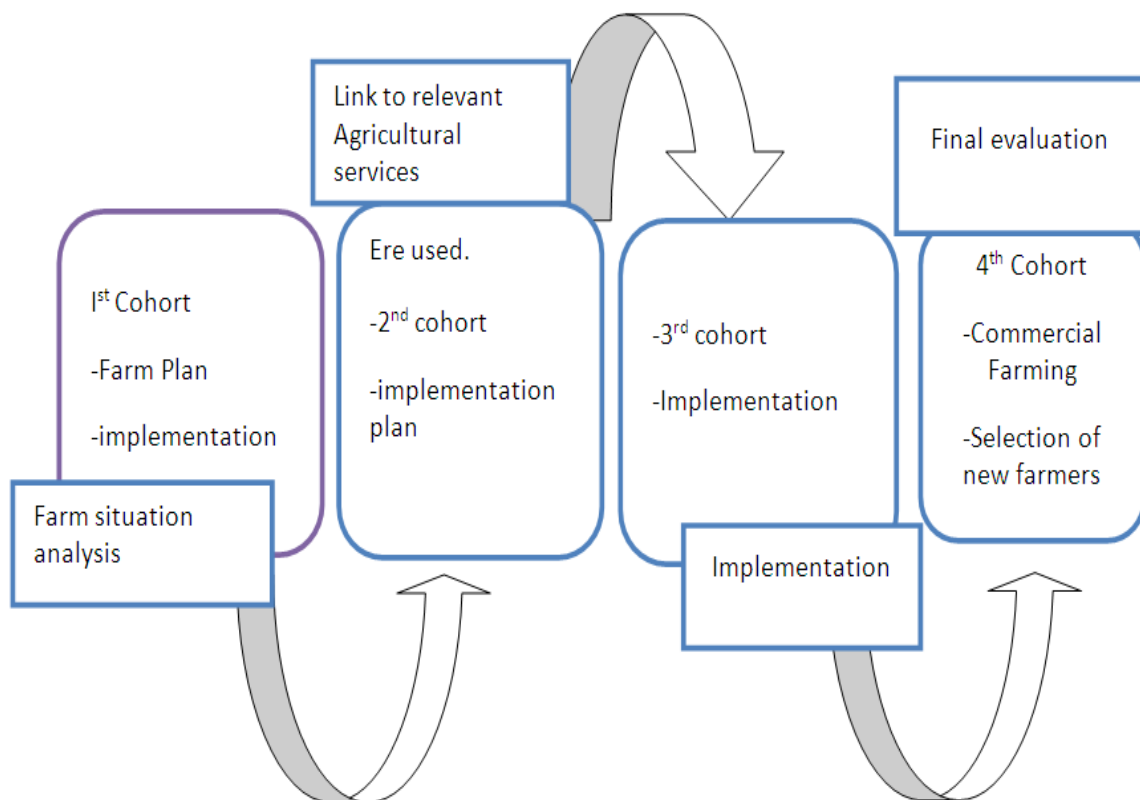 Link to relevant
Agricultural
services
Final evaluation
Iˢᵗ Cohort
-Farm Plan
-implementation
Farm situation
analysis
Ere used.
-2ⁿᵈ cohort
-implementation
plan
-3ʳᵈ cohort
-Implementation
Implementation
4ᵗʰ Cohort
-Commercial
Farming
-Selection of
new farmers